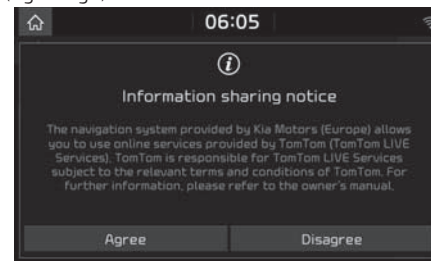 06:05
Information sharing notice
The navigation system provided by Kia Motors (Europe) allows
you to use online services provided by TomTom (TomTom LIVE
Services). TomTom is responsible for TomTom LIVE Services
subject to the relevant terms and conditions of TomTom. For
further information, please refer to the owner's manual.
Agree Disagree